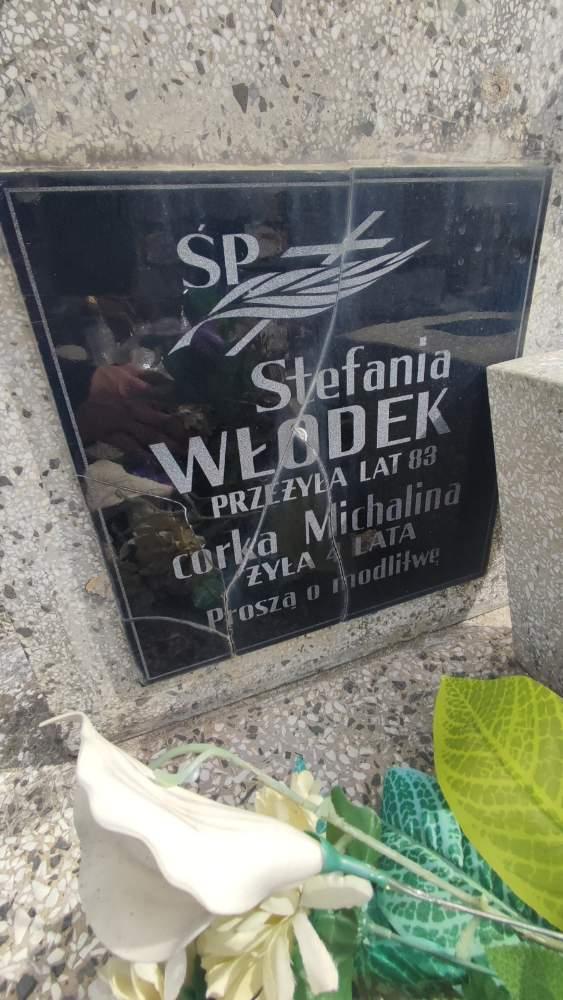 ŚP
Stefania
WŁODEK
PRZEŻYŁA LAT 83
córka Michalina
ŻYŁA 4 LATA
Proszą o modlitwę